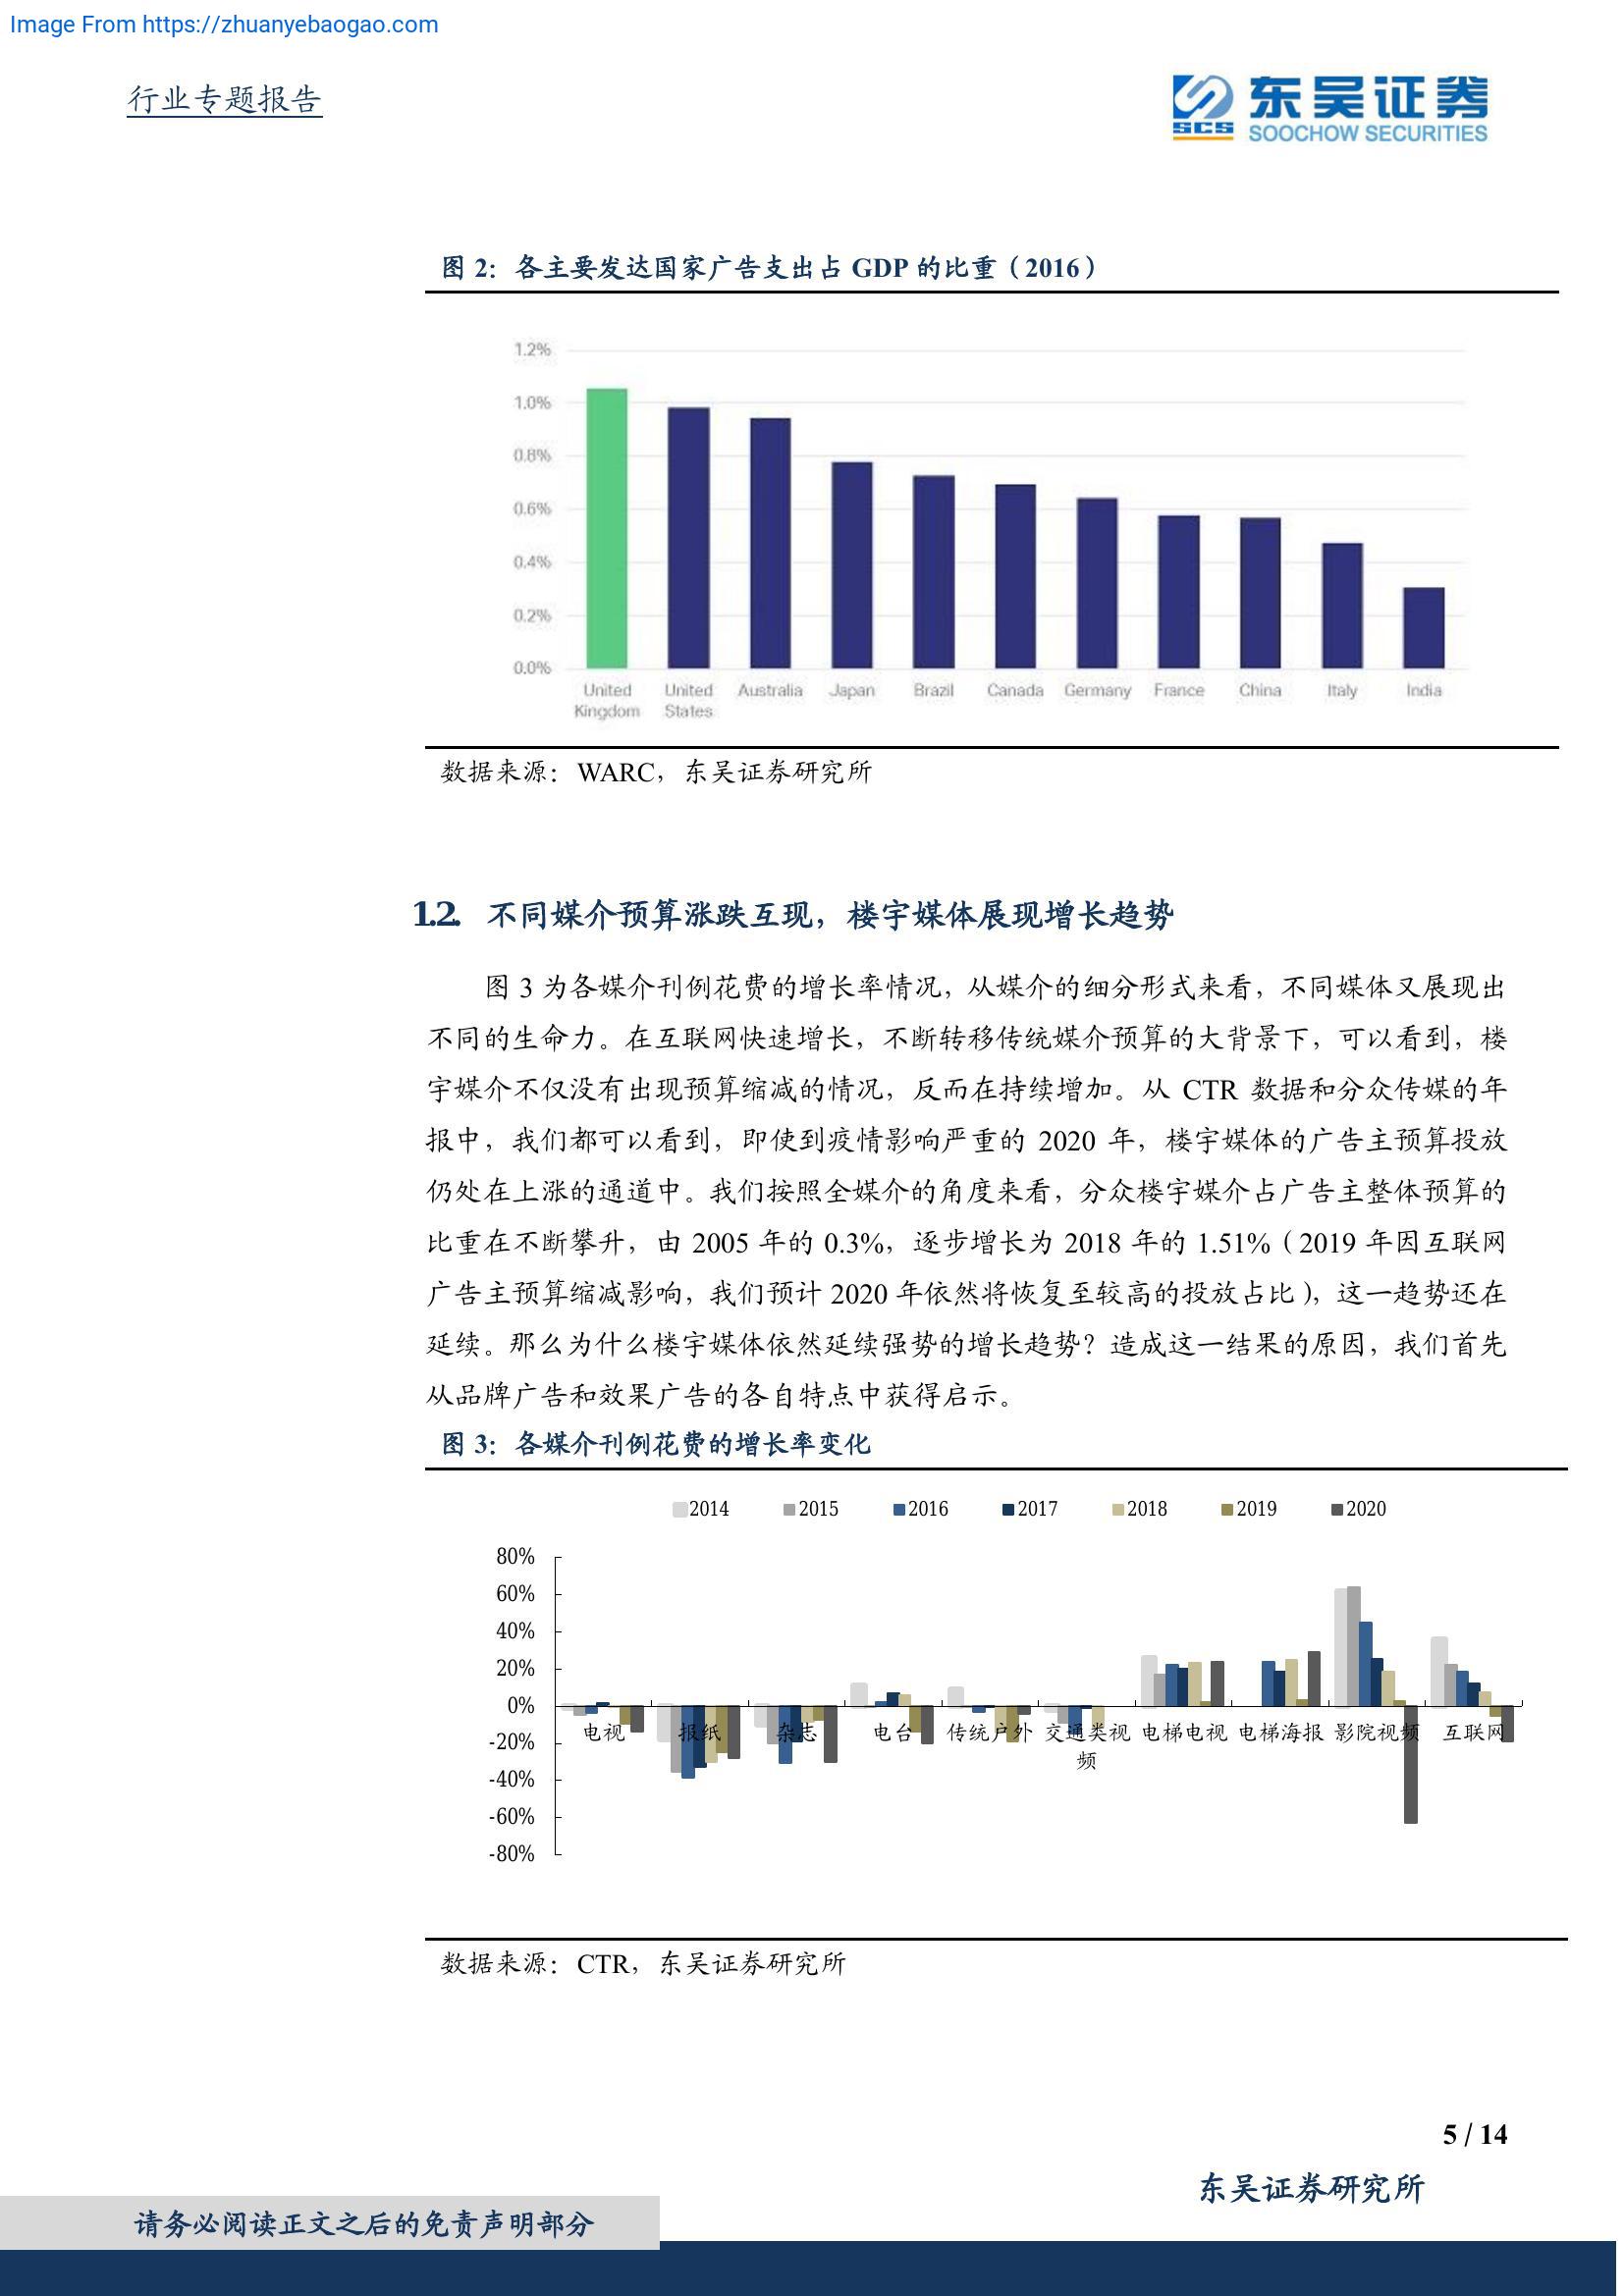 Image From https://zhuanyebaogao.com
行业专题报告
东吴证券
SCS
SOOCHOW SECURITIES
图 2：各主要发达国家广告支出占 GDP 的比重（2016）
1.2%
1.0%
0.8%
0.6%
0.4%
0.2%
0.0%
United Kingdom
United States
Australia
Japan
Brazil
Canada
Germany
France
China
Italy
India
数据来源：WARC，东吴证券研究所
1.2. 不同媒介预算涨跌互现，楼宇媒体展现增长趋势
图 3 为各媒介刊例花费的增长率情况，从媒介的细分形式来看，不同媒体又展现出
不同的生命力。在互联网快速增长，不断转移传统媒介预算的大背景下，可以看到，楼
宇媒介不仅没有出现预算缩减的情况，反而在持续增加。从 CTR 数据和分众传媒的年
报中，我们都可以看到，即使到疫情影响严重的 2020 年，楼宇媒体的广告主预算投放
仍处在上涨的通道中。我们按照全媒介的角度来看，分众楼宇媒介占广告主整体预算的
比重在不断攀升，由 2005 年的 0.3%，逐步增长为 2018 年的 1.51%（2019 年因互联网
广告主预算缩减影响，我们预计 2020 年依然将恢复至较高的投放占比），这一趋势还在
延续。那么为什么楼宇媒体依然延续强势的增长趋势？造成这一结果的原因，我们首先
从品牌广告和效果广告的各自特点中获得启示。
图 3：各媒介刊例花费的增长率变化
2014 2015 2016 2017 2018 2019 2020
80%
60%
40%
20%
0%
-20%
-40%
-60%
-80%
电视 报纸 杂志 电台 传统户外 交通类视频 电梯电视 电梯海报 影院视频 互联网
数据来源：CTR，东吴证券研究所
5 / 14
东吴证券研究所
请务必阅读正文之后的免责声明部分